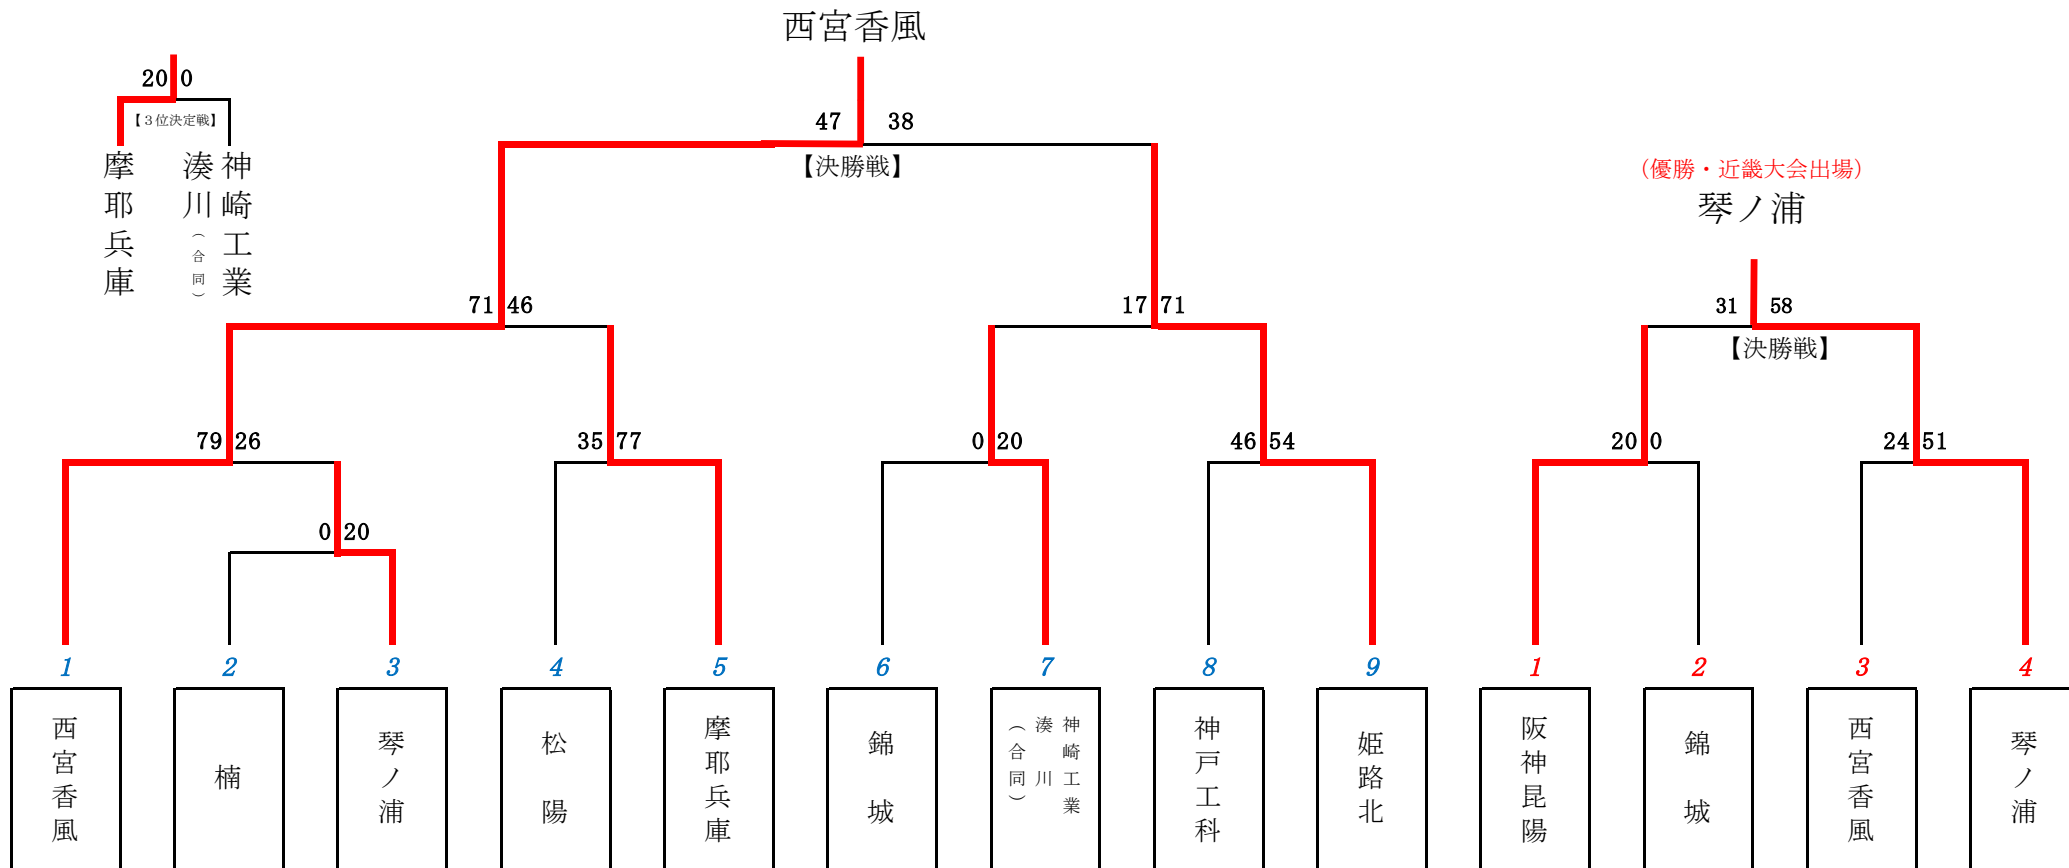 西宮香風
20 0
【３位決定戦】
摩耶兵庫
神崎工業
湊川（合同）
47 38
【決勝戦】
（優勝・近畿大会出場）
琴ノ浦
71 46
17 71
31 58
【決勝戦】
79 26
35 77
0 20
46 54
20 0
24 51
0 20
1 2 3 4 5 6 7 8 9 1 2 3 4
西宮香風
楠
琴ノ浦
松陽
摩耶兵庫
錦城
神崎工業
湊川
（合同）
神戸工科
姫路北
阪神昆陽
錦城
西宮香風
琴ノ浦